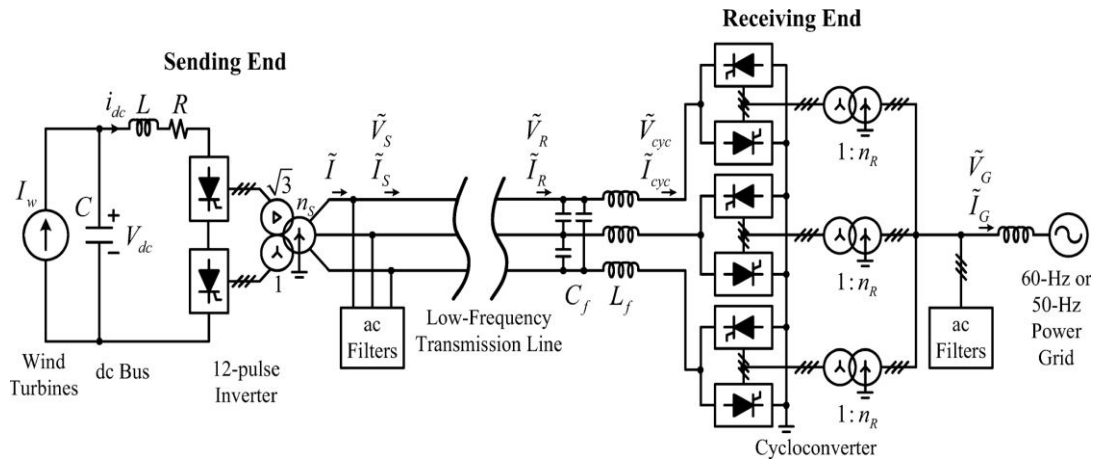 Receiving End
Sending End
i_dc L R
Ṽ_S
Ĩ Ĩ_S
Ṽ_R
Ĩ_R
Ṽ_cyc
Ĩ_cyc
1:n_R
I_w
C
+
V_dc
−
√3
n_S
1
ac
Filters
Low-Frequency
Transmission Line
C_f L_f
1:n_R
Ṽ_G
Ĩ_G
60-Hz or
50-Hz
Power
Grid
ac
Filters
Wind
Turbines
dc Bus
12-pulse
Inverter
1:n_R
Cycloconverter